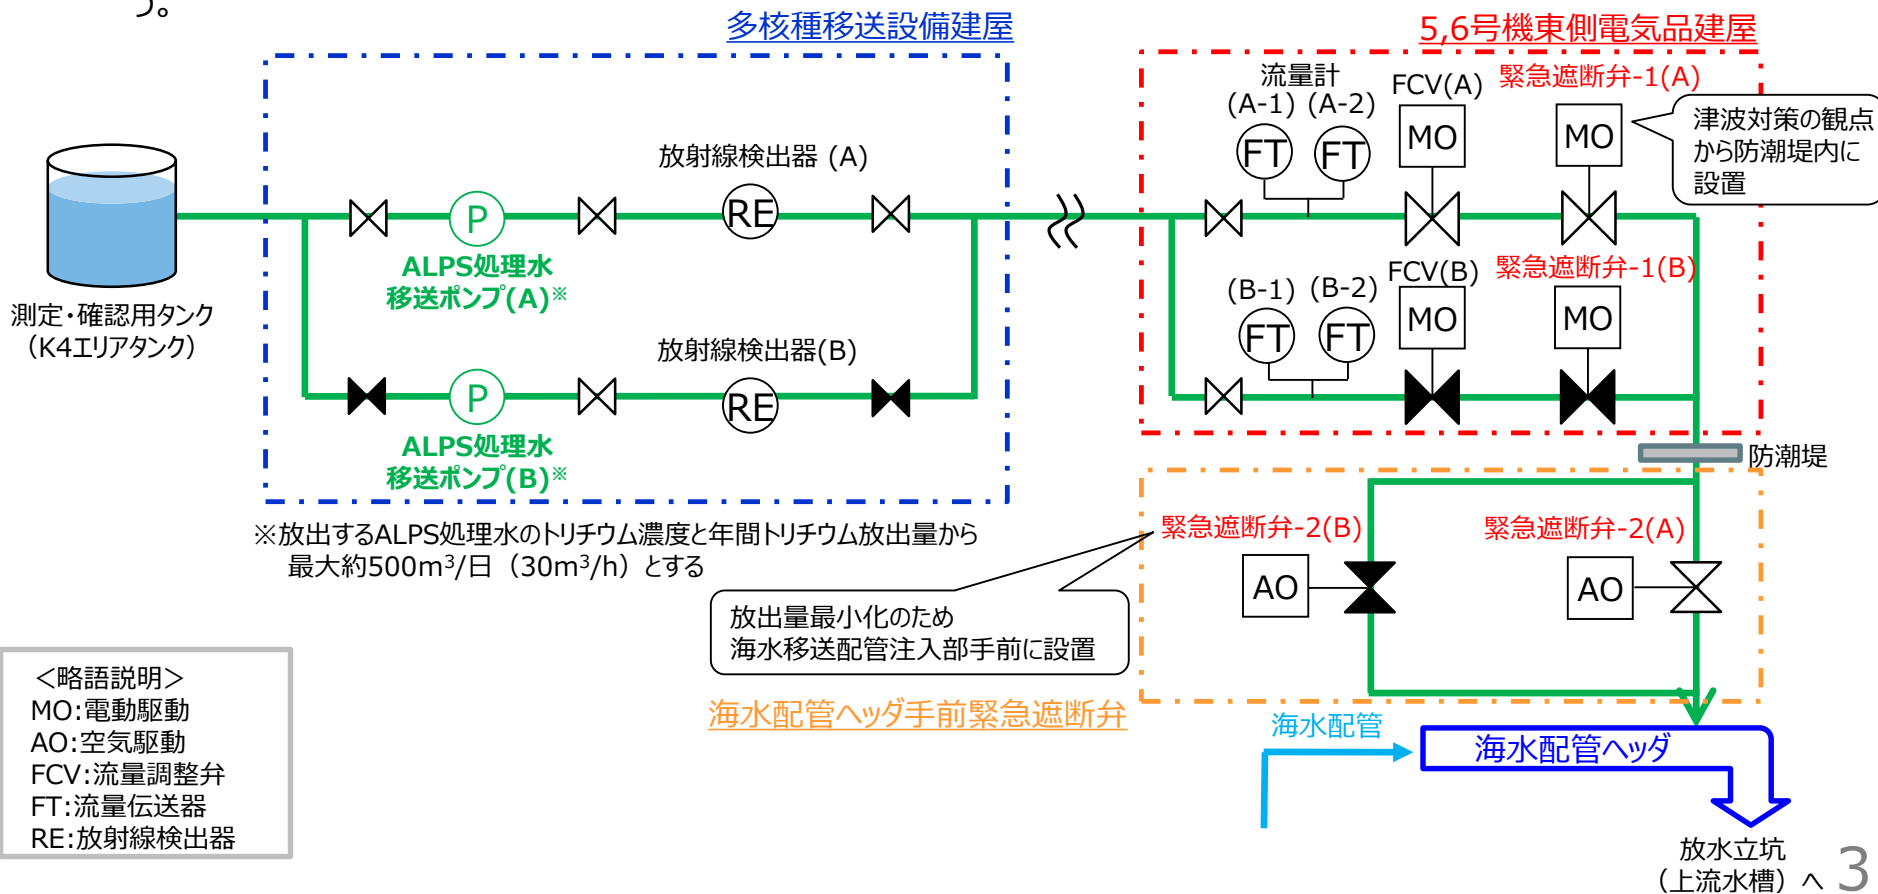 う。
多核種移送設備建屋
5,6号機東側電気品建屋
流量計
(A-1) (A-2)
FCV(A)
緊急遮断弁-1(A)
FT
FT
MO
MO
津波対策の観点
から防潮堤内に
設置
放射線検出器 (A)
P
RE
ALPS処理水
移送ポンプ(A)※
測定・確認用タンク
（K4エリアタンク）
(B-1) (B-2)
FCV(B)
緊急遮断弁-1(B)
FT
FT
MO
MO
放射線検出器(B)
P
RE
ALPS処理水
移送ポンプ(B)※
防潮堤
※放出するALPS処理水のトリチウム濃度と年間トリチウム放出量から
最大約500m³/日（30m³/h）とする
緊急遮断弁-2(B)
緊急遮断弁-2(A)
AO
AO
放出量最小化のため
海水移送配管注入部手前に設置
海水配管ヘッダ手前緊急遮断弁
＜略語説明＞
MO:電動駆動
AO:空気駆動
FCV:流量調整弁
FT:流量伝送器
RE:放射線検出器
海水配管
海水配管ヘッダ
放水立坑
（上流水槽）へ
3